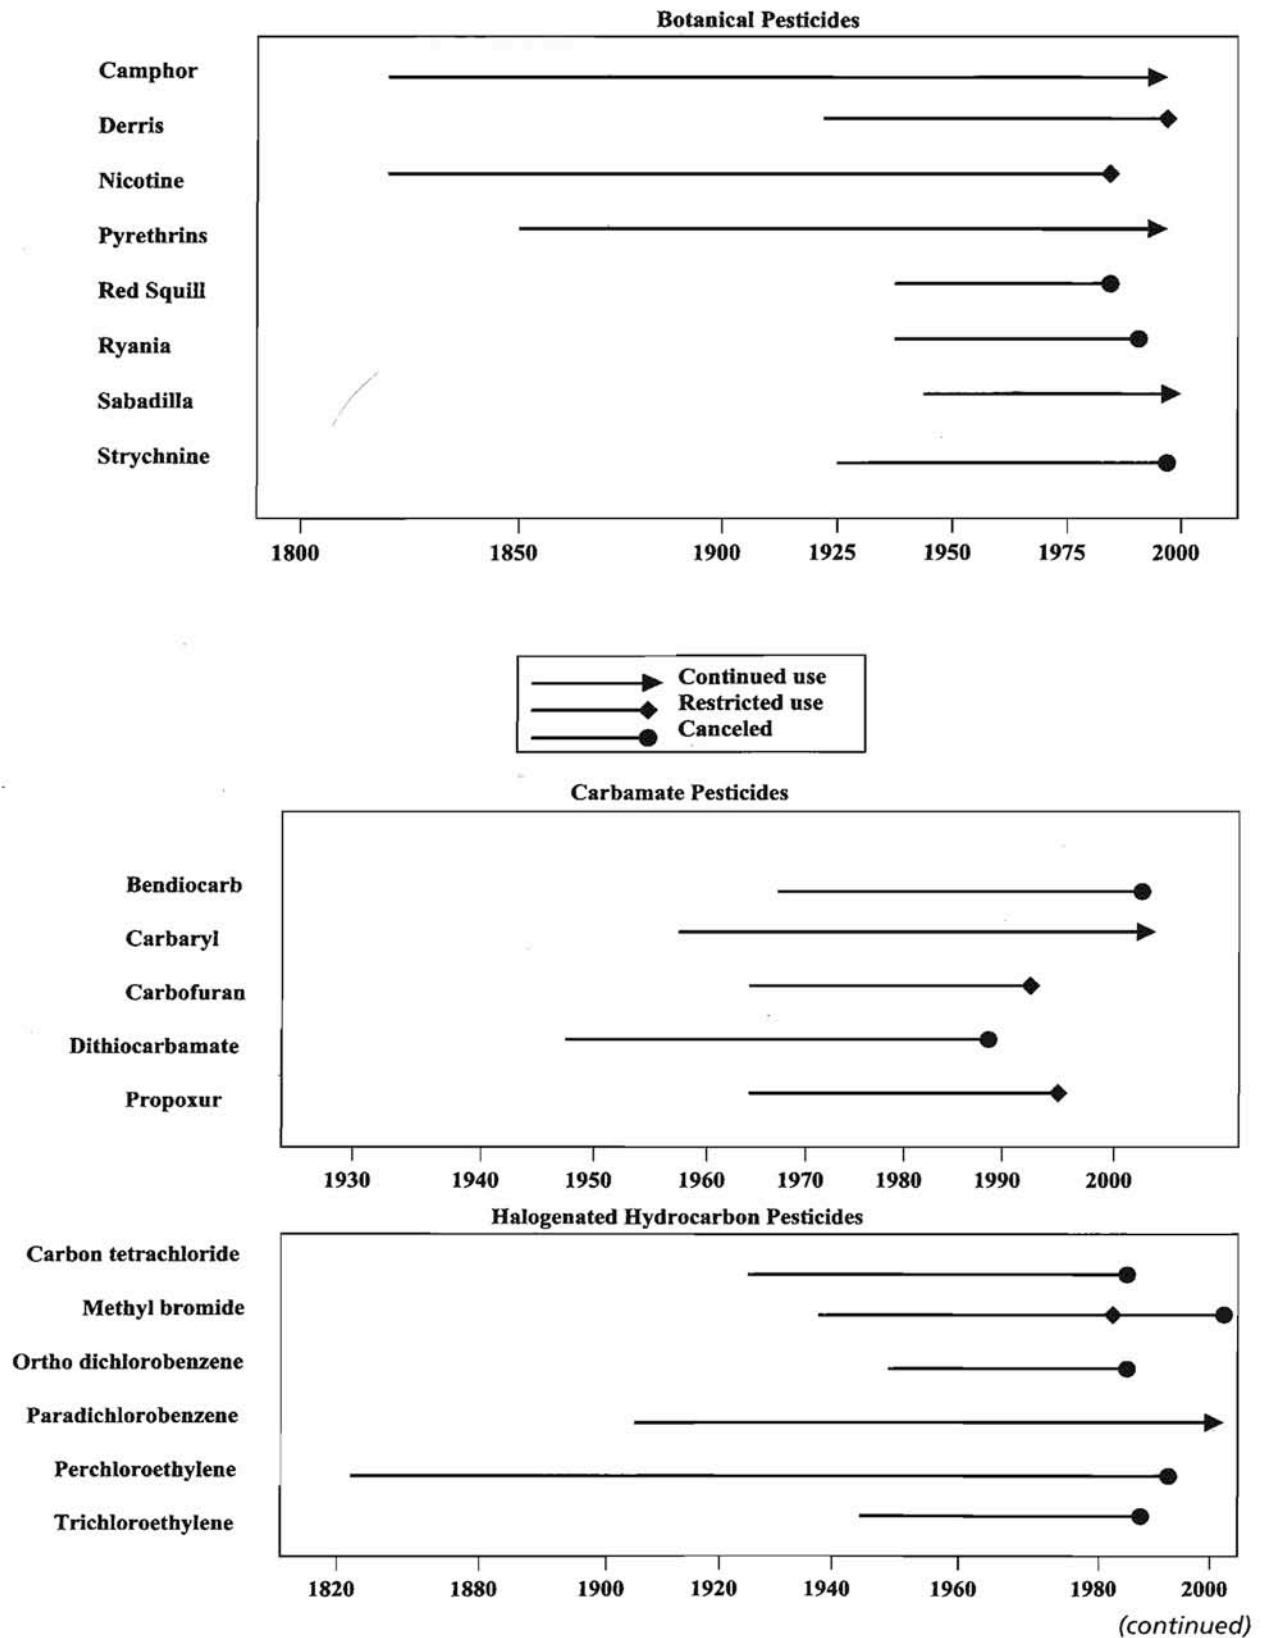 Botanical Pesticides
Camphor
Derris
Nicotine
Pyrethrins
Red Squill
Ryania
Sabadilla
Strychnine
1800 1850 1900 1925 1950 1975 2000
Continued use
Restricted use
Canceled
Carbamate Pesticides
Bendiocarb
Carbaryl
Carbofuran
Dithiocarbamate
Propoxur
1930 1940 1950 1960 1970 1980 1990 2000
Halogenated Hydrocarbon Pesticides
Carbon tetrachloride
Methyl bromide
Ortho dichlorobenzene
Paradichlorobenzene
Perchloroethylene
Trichloroethylene
1820 1880 1900 1920 1940 1960 1980 2000
(continued)